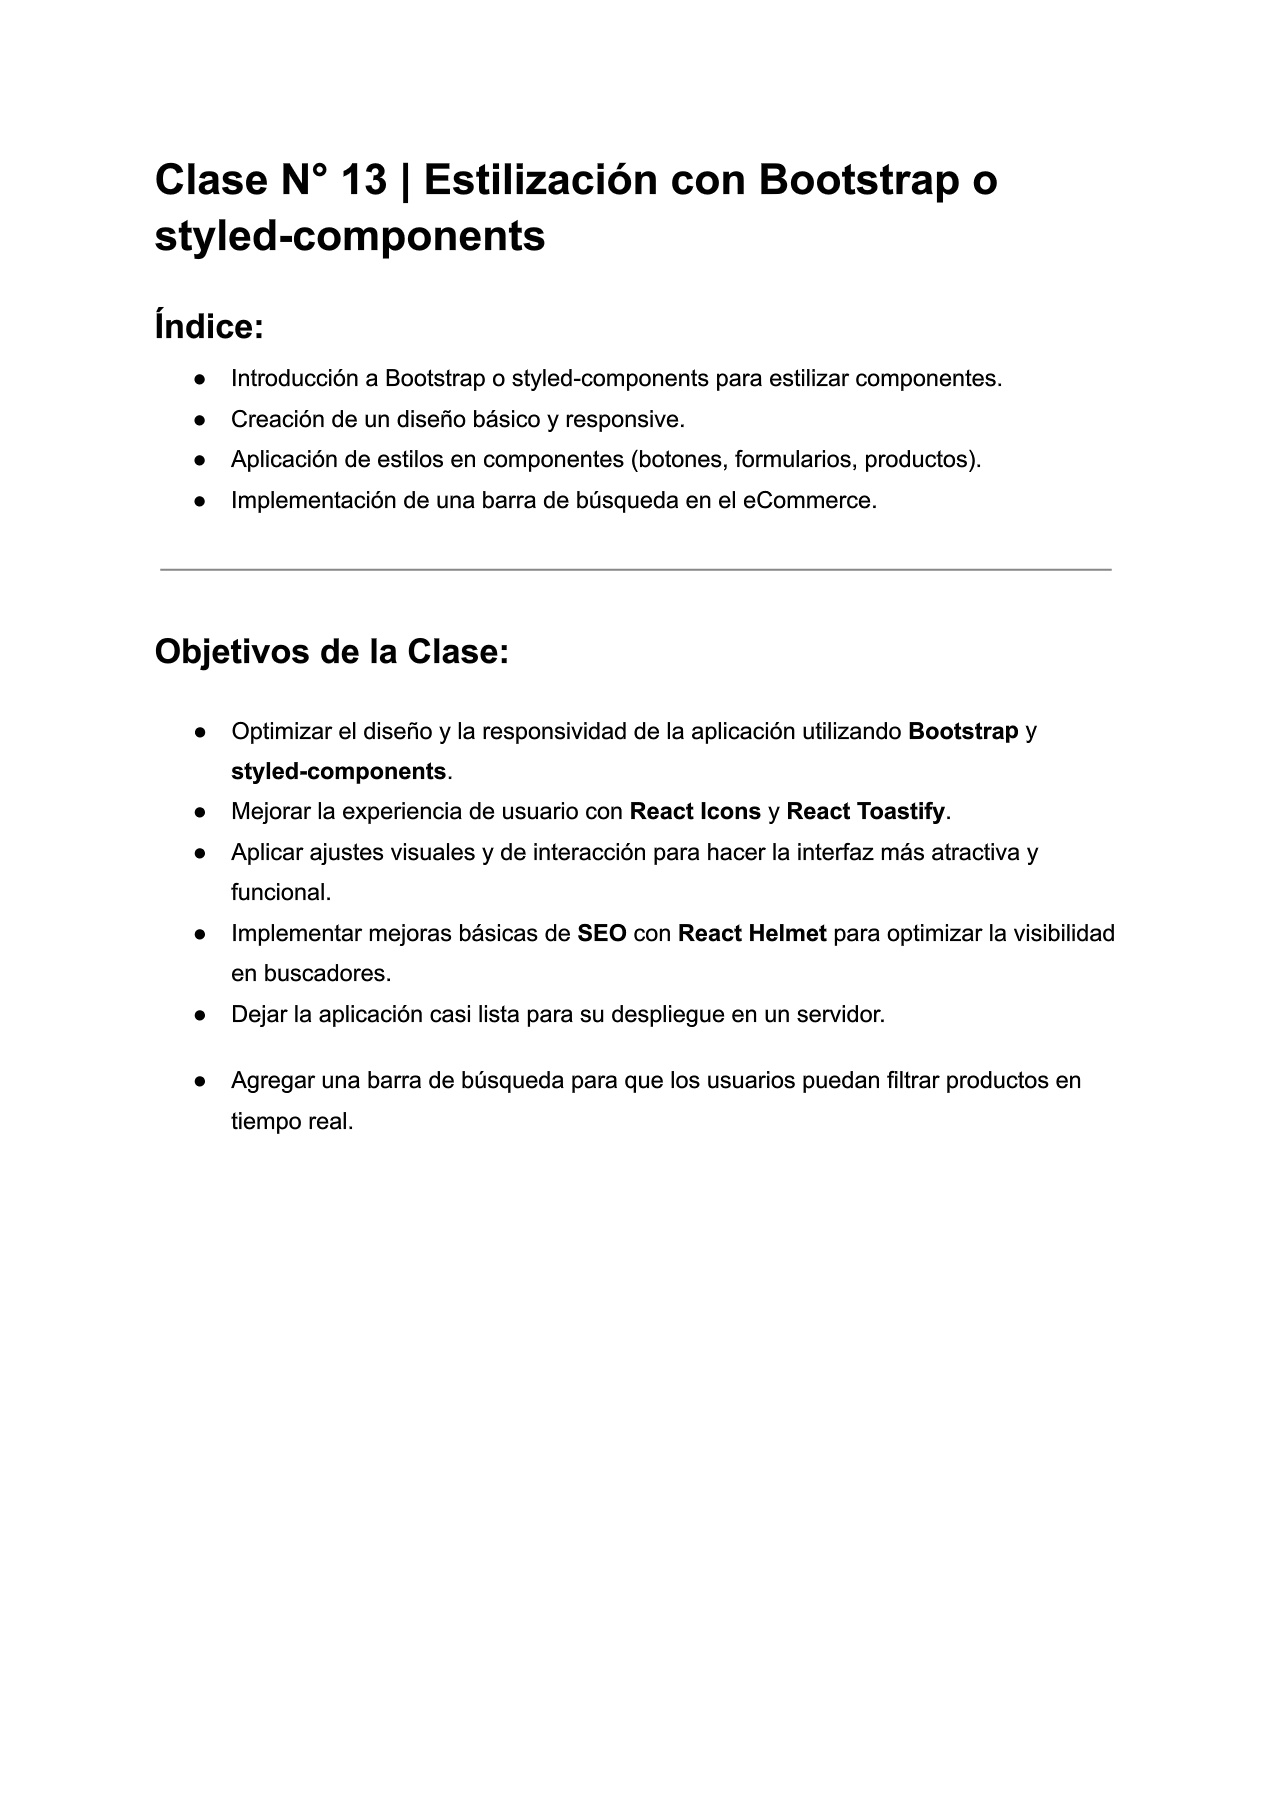 Clase N° 13 | Estilización con Bootstrap o
styled-components
Índice:
● Introducción a Bootstrap o styled-components para estilizar componentes.
● Creación de un diseño básico y responsive.
● Aplicación de estilos en componentes (botones, formularios, productos).
● Implementación de una barra de búsqueda en el eCommerce.
Objetivos de la Clase:
● Optimizar el diseño y la responsividad de la aplicación utilizando Bootstrap y
styled-components.
● Mejorar la experiencia de usuario con React Icons y React Toastify.
● Aplicar ajustes visuales y de interacción para hacer la interfaz más atractiva y
funcional.
● Implementar mejoras básicas de SEO con React Helmet para optimizar la visibilidad
en buscadores.
● Dejar la aplicación casi lista para su despliegue en un servidor.
● Agregar una barra de búsqueda para que los usuarios puedan filtrar productos en
tiempo real.